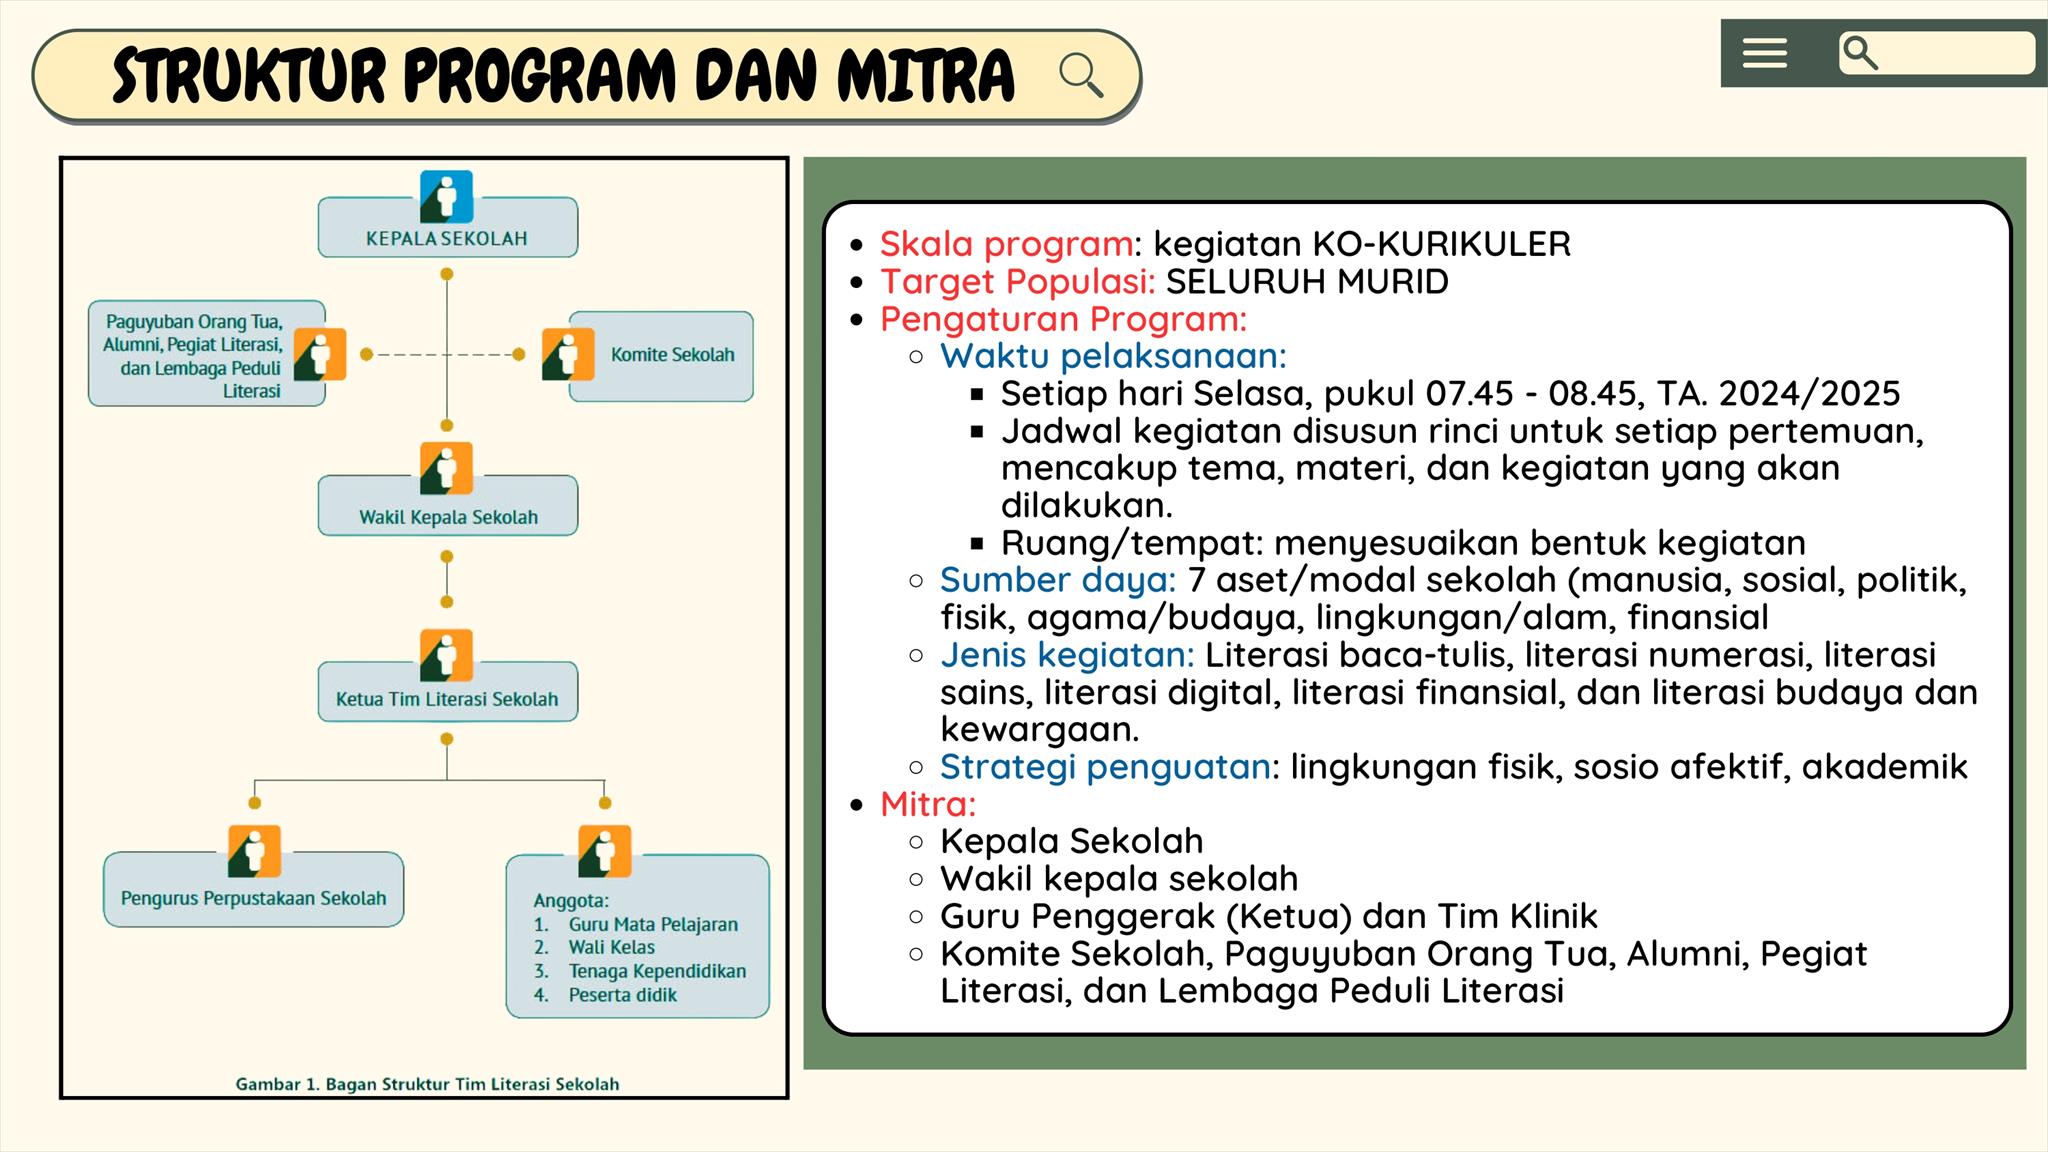 STRUKTUR PROGRAM DAN MITRA
KEPALA SEKOLAH
Paguyuban Orang Tua,
Alumni, Pegiat Literasi,
dan Lembaga Peduli
Literasi
Komite Sekolah
Wakil Kepala Sekolah
Ketua Tim Literasi Sekolah
Pengurus Perpustakaan Sekolah
Anggota:
1. Guru Mata Pelajaran
2. Wali Kelas
3. Tenaga Kependidikan
4. Peserta didik
Gambar 1. Bagan Struktur Tim Literasi Sekolah
Skala program: kegiatan KO-KURIKULER
Target Populasi: SELURUH MURID
Pengaturan Program:
Waktu pelaksanaan:
Setiap hari Selasa, pukul 07.45 - 08.45, TA. 2024/2025
Jadwal kegiatan disusun rinci untuk setiap pertemuan,
mencakup tema, materi, dan kegiatan yang akan
dilakukan.
Ruang/tempat: menyesuaikan bentuk kegiatan
Sumber daya: 7 aset/modal sekolah (manusia, sosial, politik,
fisik, agama/budaya, lingkungan/alam, finansial
Jenis kegiatan: Literasi baca-tulis, literasi numerasi, literasi
sains, literasi digital, literasi finansial, dan literasi budaya dan
kewargaan.
Strategi penguatan: lingkungan fisik, sosio afektif, akademik
Mitra:
Kepala Sekolah
Wakil kepala sekolah
Guru Penggerak (Ketua) dan Tim Klinik
Komite Sekolah, Paguyuban Orang Tua, Alumni, Pegiat
Literasi, dan Lembaga Peduli Literasi